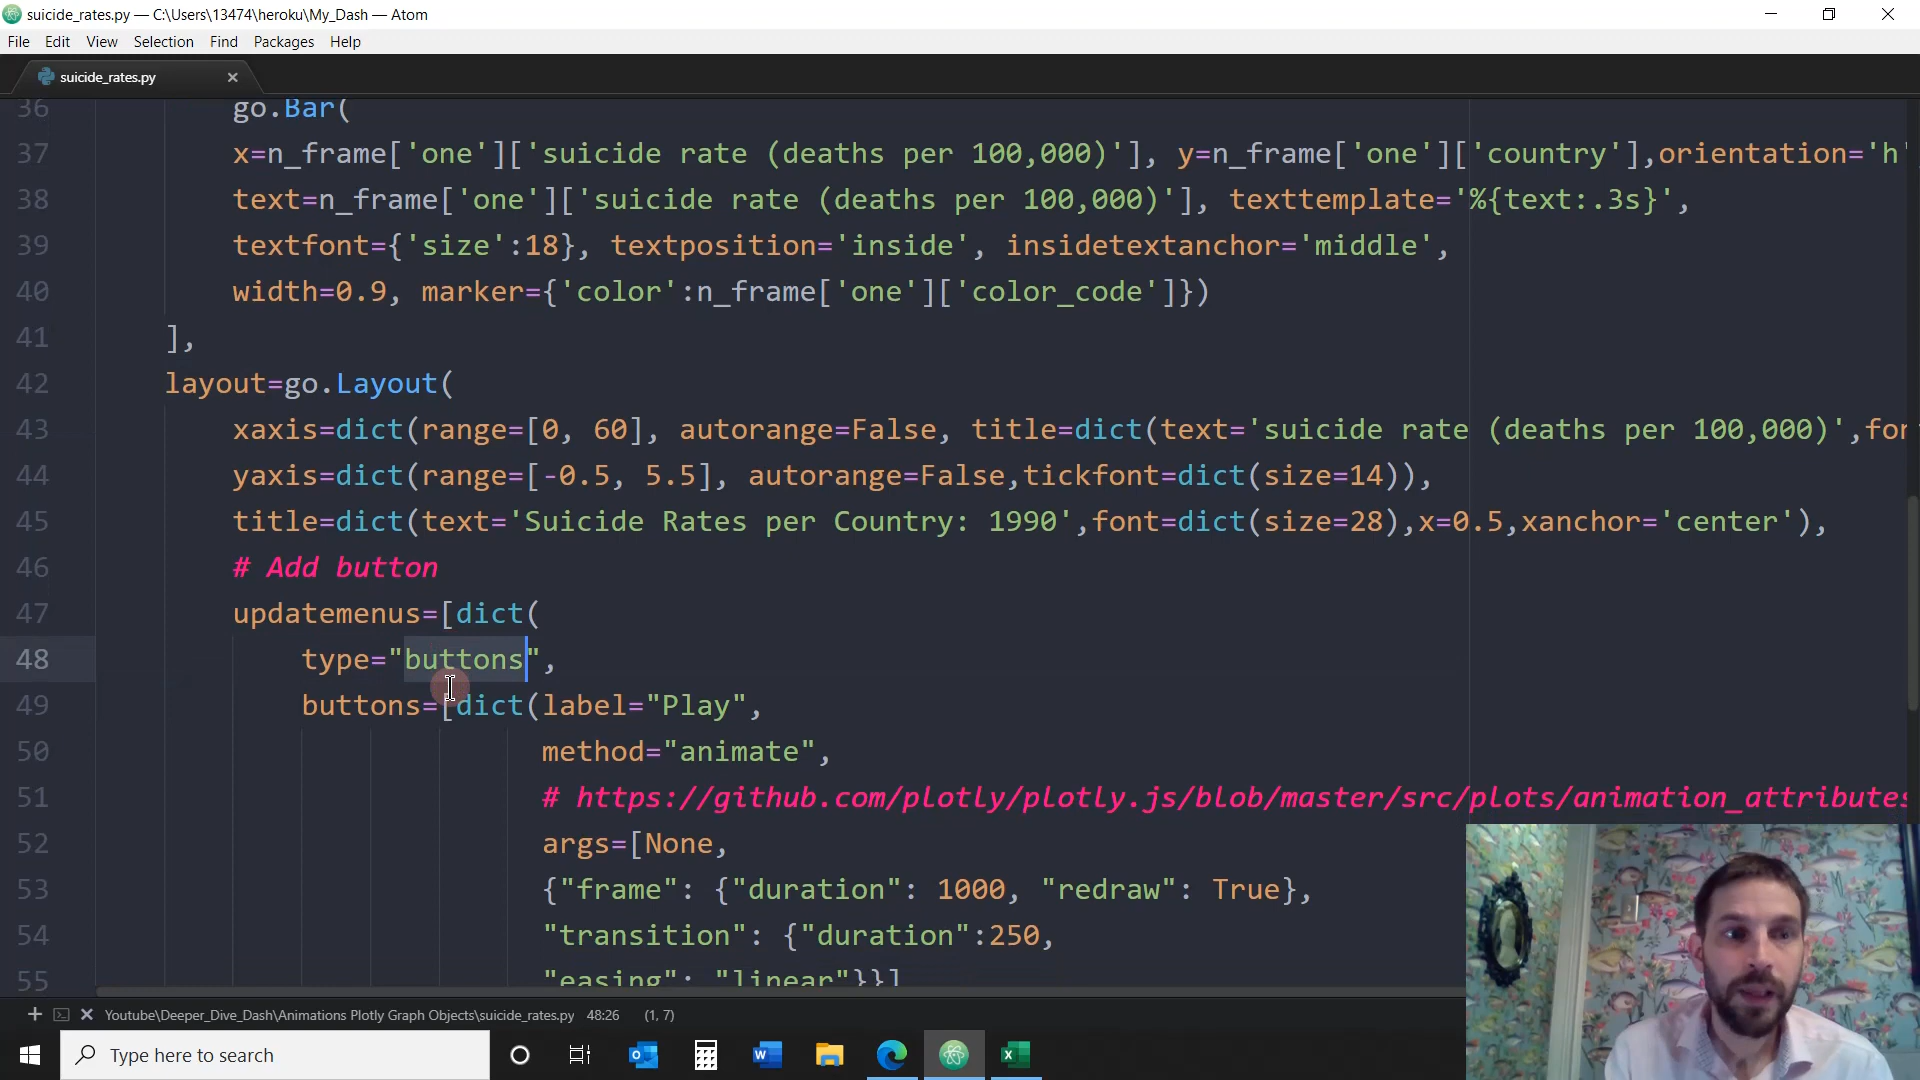 suicide_rates.py — C:\Users\13474\heroku\My_Dash — Atom
File Edit View Selection Find Packages Help
suicide_rates.py
36 go.Bar(
37 x=n_frame['one']['suicide rate (deaths per 100,000)'], y=n_frame['one']['country'],orientation='h'
38 text=n_frame['one']['suicide rate (deaths per 100,000)'], texttemplate='%{text:.3s}',
39 textfont={'size':18}, textposition='inside', insidetextanchor='middle',
40 width=0.9, marker={'color':n_frame['one']['color_code']})
41 ],
42 layout=go.Layout(
43 xaxis=dict(range=[0, 60], autorange=False, title=dict(text='suicide rate (deaths per 100,000)',fon
44 yaxis=dict(range=[-0.5, 5.5], autorange=False,tickfont=dict(size=14)),
45 title=dict(text='Suicide Rates per Country: 1990',font=dict(size=28),x=0.5,xanchor='center'),
46 # Add button
47 updatemenus=[dict(
48 type="buttons",
49 buttons=[dict(label="Play",
50 method="animate",
51 # https://github.com/plotly/plotly.js/blob/master/src/plots/animation_attributes
52 args=[None,
53 {"frame": {"duration": 1000, "redraw": True},
54 "transition": {"duration":250,
55 "easing": "linear"}}]
Youtube\Deeper_Dive_Dash\Animations Plotly Graph Objects\suicide_rates.py 48:26 (1, 7)
Type here to search